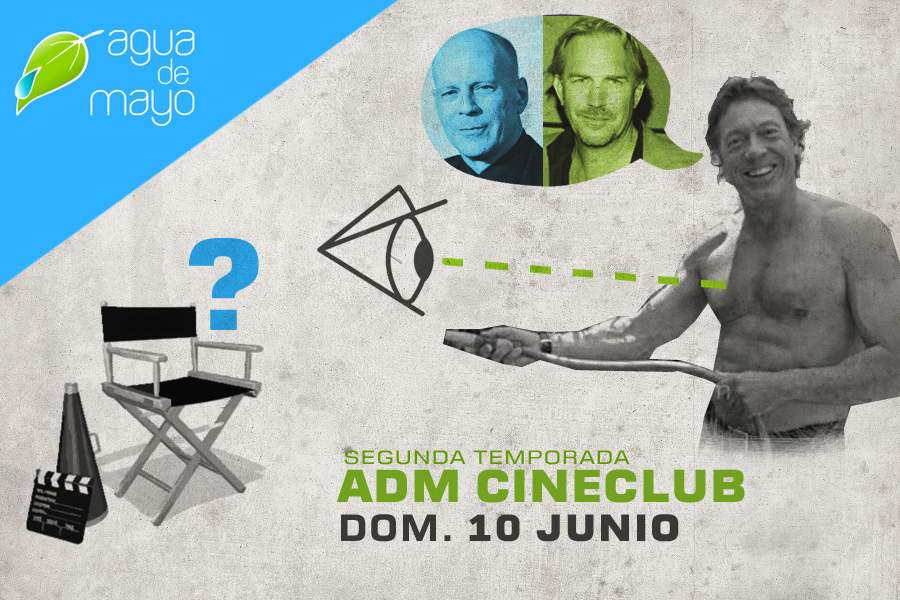 agua
de
mayo
?
SEGUNDA TEMPORADA
ADM CINECLUB
DOM. 10 JUNIO